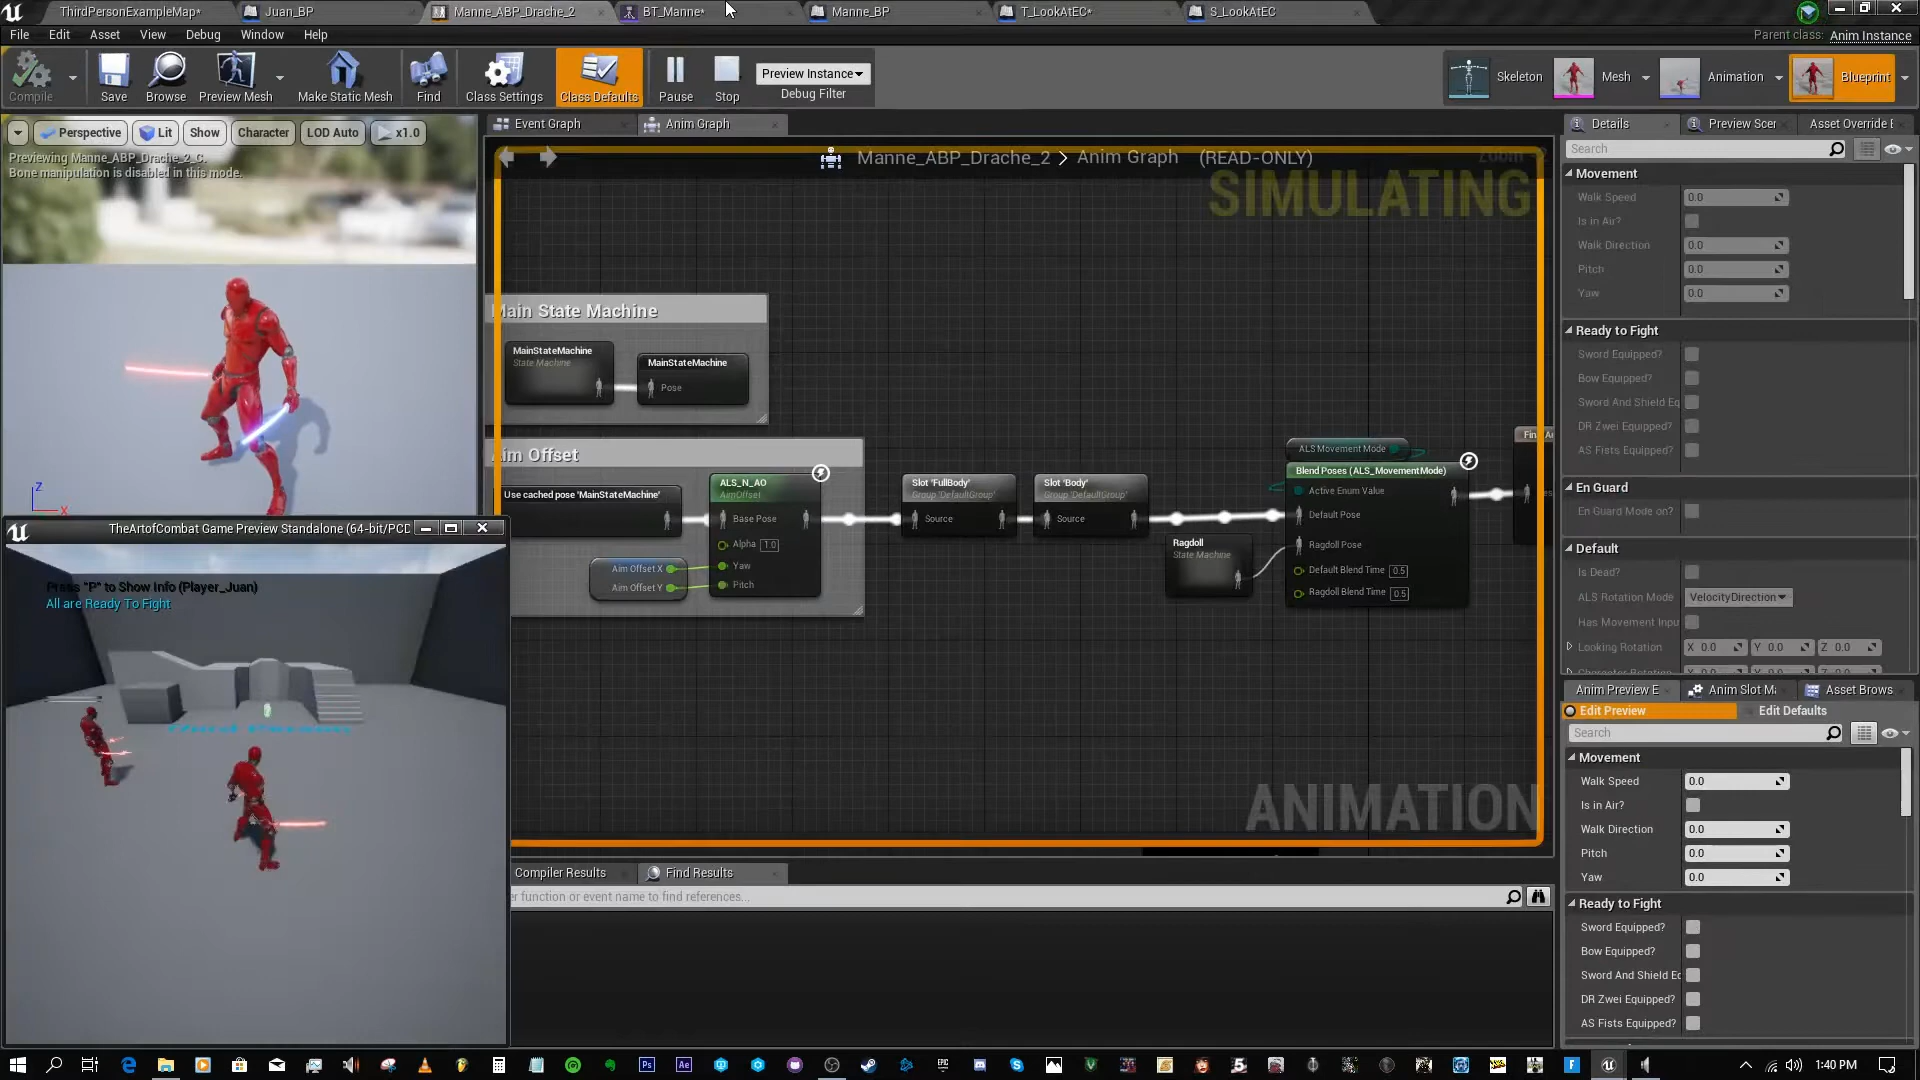 ThirdPersonExampleMap*
Juan_BP
Manne_ABP_Drache_2
BT_Manne*
Manne_BP
T_LookAtEC*
S_LookAtEC
File Edit Asset View Debug Window Help
Parent class: Anim Instance
Compile
Save
Browse
Preview Mesh
Make Static Mesh
Find
Class Settings
Class Defaults
Pause
Stop
Preview Instance
Debug Filter
Skeleton
Mesh
Animation
Blueprint
Perspective
Lit
Show
Character
LOD Auto
x1.0
Previewing Manne_ABP_Drache_2_C.
Bone manipulation is disabled in this mode.
Z
X
Event Graph
Anim Graph
Manne_ABP_Drache_2 > Anim Graph (READ-ONLY)
SIMULATING
Main State Machine
MainStateMachine
State Machine
MainStateMachine
Pose
Aim Offset
Use cached pose 'MainStateMachine'
ALS_N_AO
AimOffset
Base Pose
Alpha 1.0
Yaw
Pitch
Aim Offset X
Aim Offset Y
Slot 'FullBody'
Group 'DefaultGroup'
Source
Slot 'Body'
Group 'DefaultGroup'
Source
Ragdoll
State Machine
ALS Movement Mode
Blend Poses (ALS_MovementMode)
Active Enum Value
Default Pose
Ragdoll Pose
Default Blend Time 0.5
Ragdoll Blend Time 0.5
ANIMATION
TheArtofCombat Game Preview Standalone (64-bit/PCD
Press "P" to Show Info (Player_Juan)
All are Ready To Fight
Compiler Results
Find Results
er function or event name to find references...
Details
Preview Scer
Asset Override E
Search
Movement
Walk Speed 0.0
Is in Air?
Walk Direction 0.0
Pitch 0.0
Yaw 0.0
Ready to Fight
Sword Equipped?
Bow Equipped?
Sword And Shield Eq
DR Zwei Equipped?
AS Fists Equipped?
En Guard
En Guard Mode on?
Default
Is Dead?
ALS Rotation Mode VelocityDirection
Has Movement Inpu
Looking Rotation X 0.0 Y 0.0 Z 0.0
Anim Preview E
Anim Slot Ma
Asset Brows
Edit Preview
Edit Defaults
Search
Movement
Walk Speed 0.0
Is in Air?
Walk Direction 0.0
Pitch 0.0
Yaw 0.0
Ready to Fight
Sword Equipped?
Bow Equipped?
Sword And Shield Ec
DR Zwei Equipped?
AS Fists Equipped?
1:40 PM